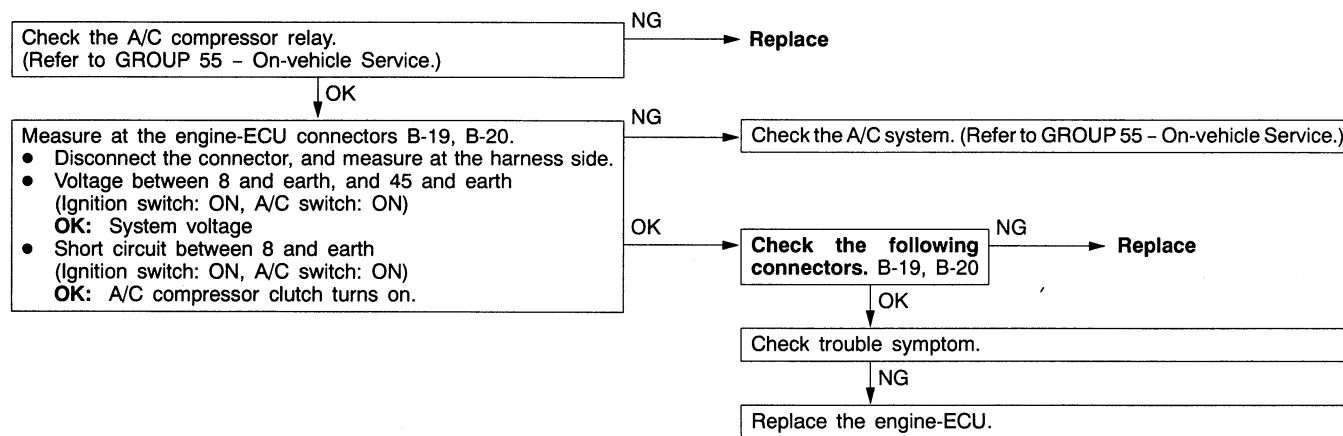 Check the A/C compressor relay.
(Refer to GROUP 55 – On-vehicle Service.)
NG
Replace
OK
Measure at the engine-ECU connectors B-19, B-20.
● Disconnect the connector, and measure at the harness side.
● Voltage between 8 and earth, and 45 and earth
(Ignition switch: ON, A/C switch: ON)
OK: System voltage
● Short circuit between 8 and earth
(Ignition switch: ON, A/C switch: ON)
OK: A/C compressor clutch turns on.
NG
Check the A/C system. (Refer to GROUP 55 – On-vehicle Service.)
OK
Check the following
connectors. B-19, B-20
NG
Replace
OK
Check trouble symptom.
NG
Replace the engine-ECU.